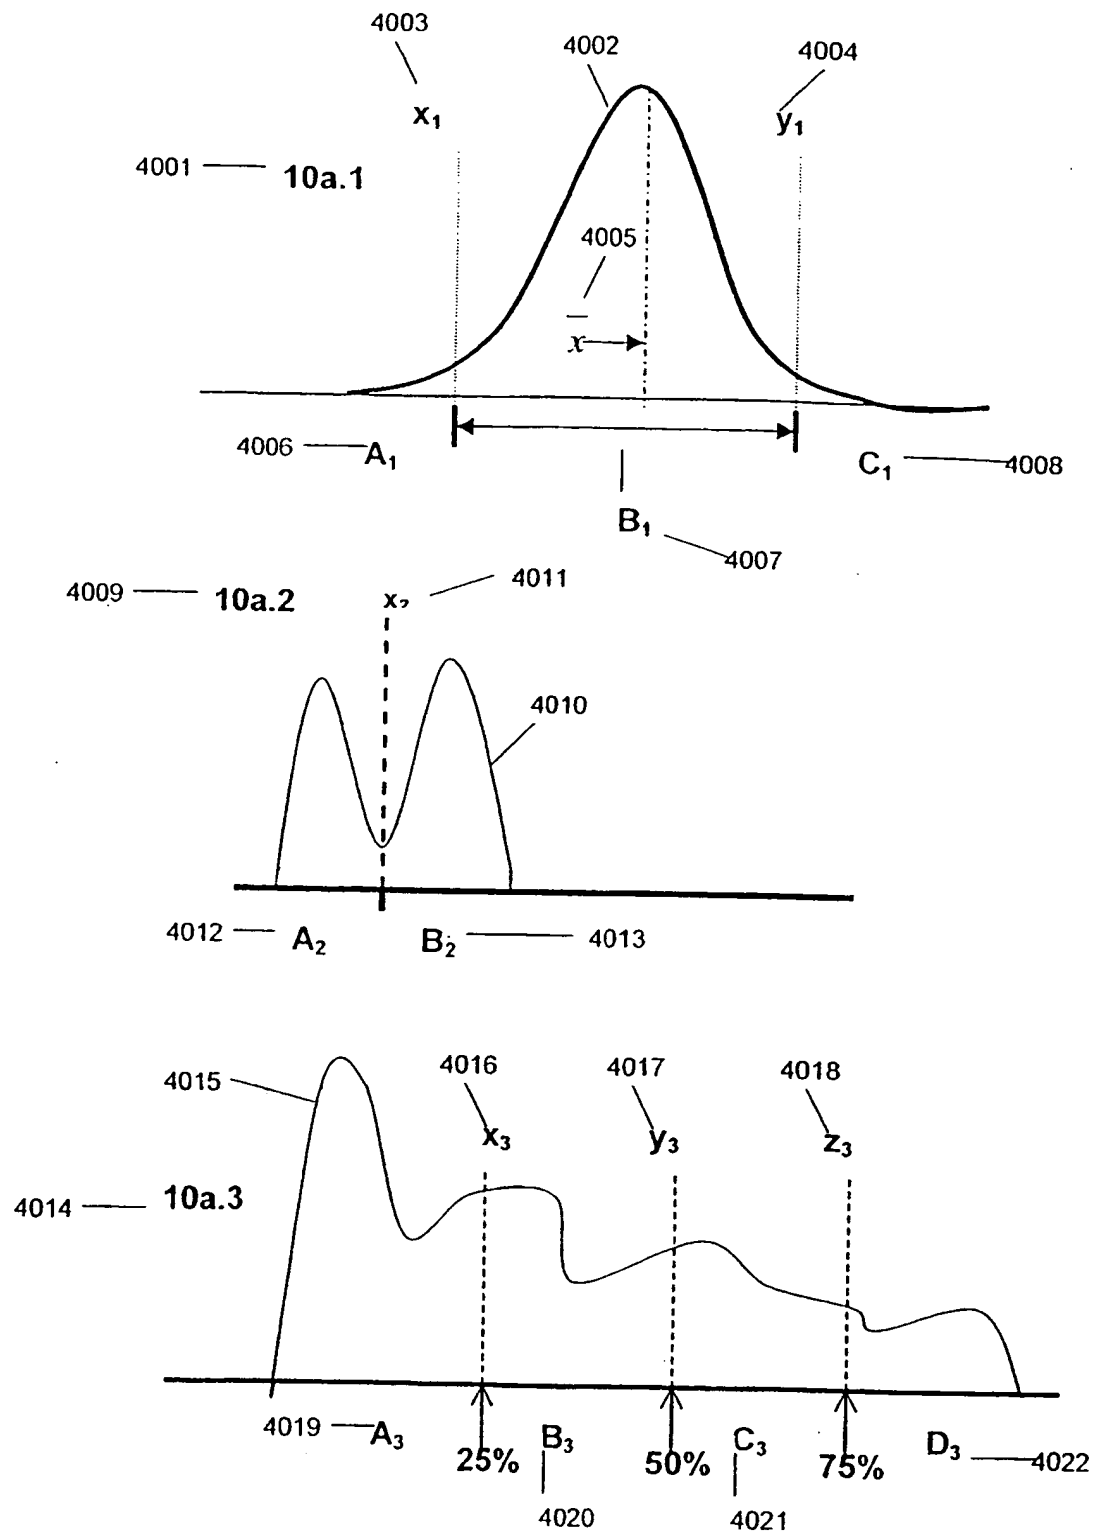 4003
4002
4004
x₁
y₁
4001
10a.1
4005
x̄
4006
A₁
C₁
4008
B₁
4007
4009
10a.2
x₂
4011
4010
4012
A₂
B₂
4013
4015
4016
4017
4018
x₃
y₃
z₃
4014
10a.3
4019
A₃
B₃
C₃
D₃
25%
50%
75%
4022
4020
4021